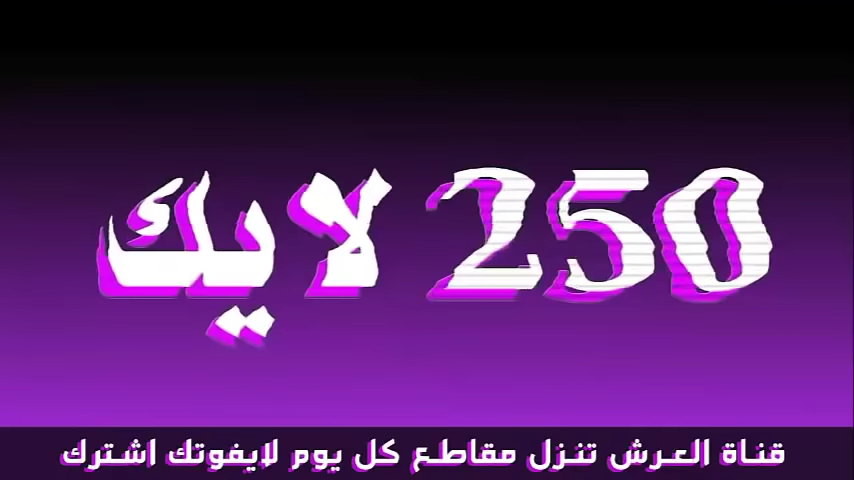 250 لايك
قناة العرش تنزل مقاطع كل يوم لايفوتك اشترك